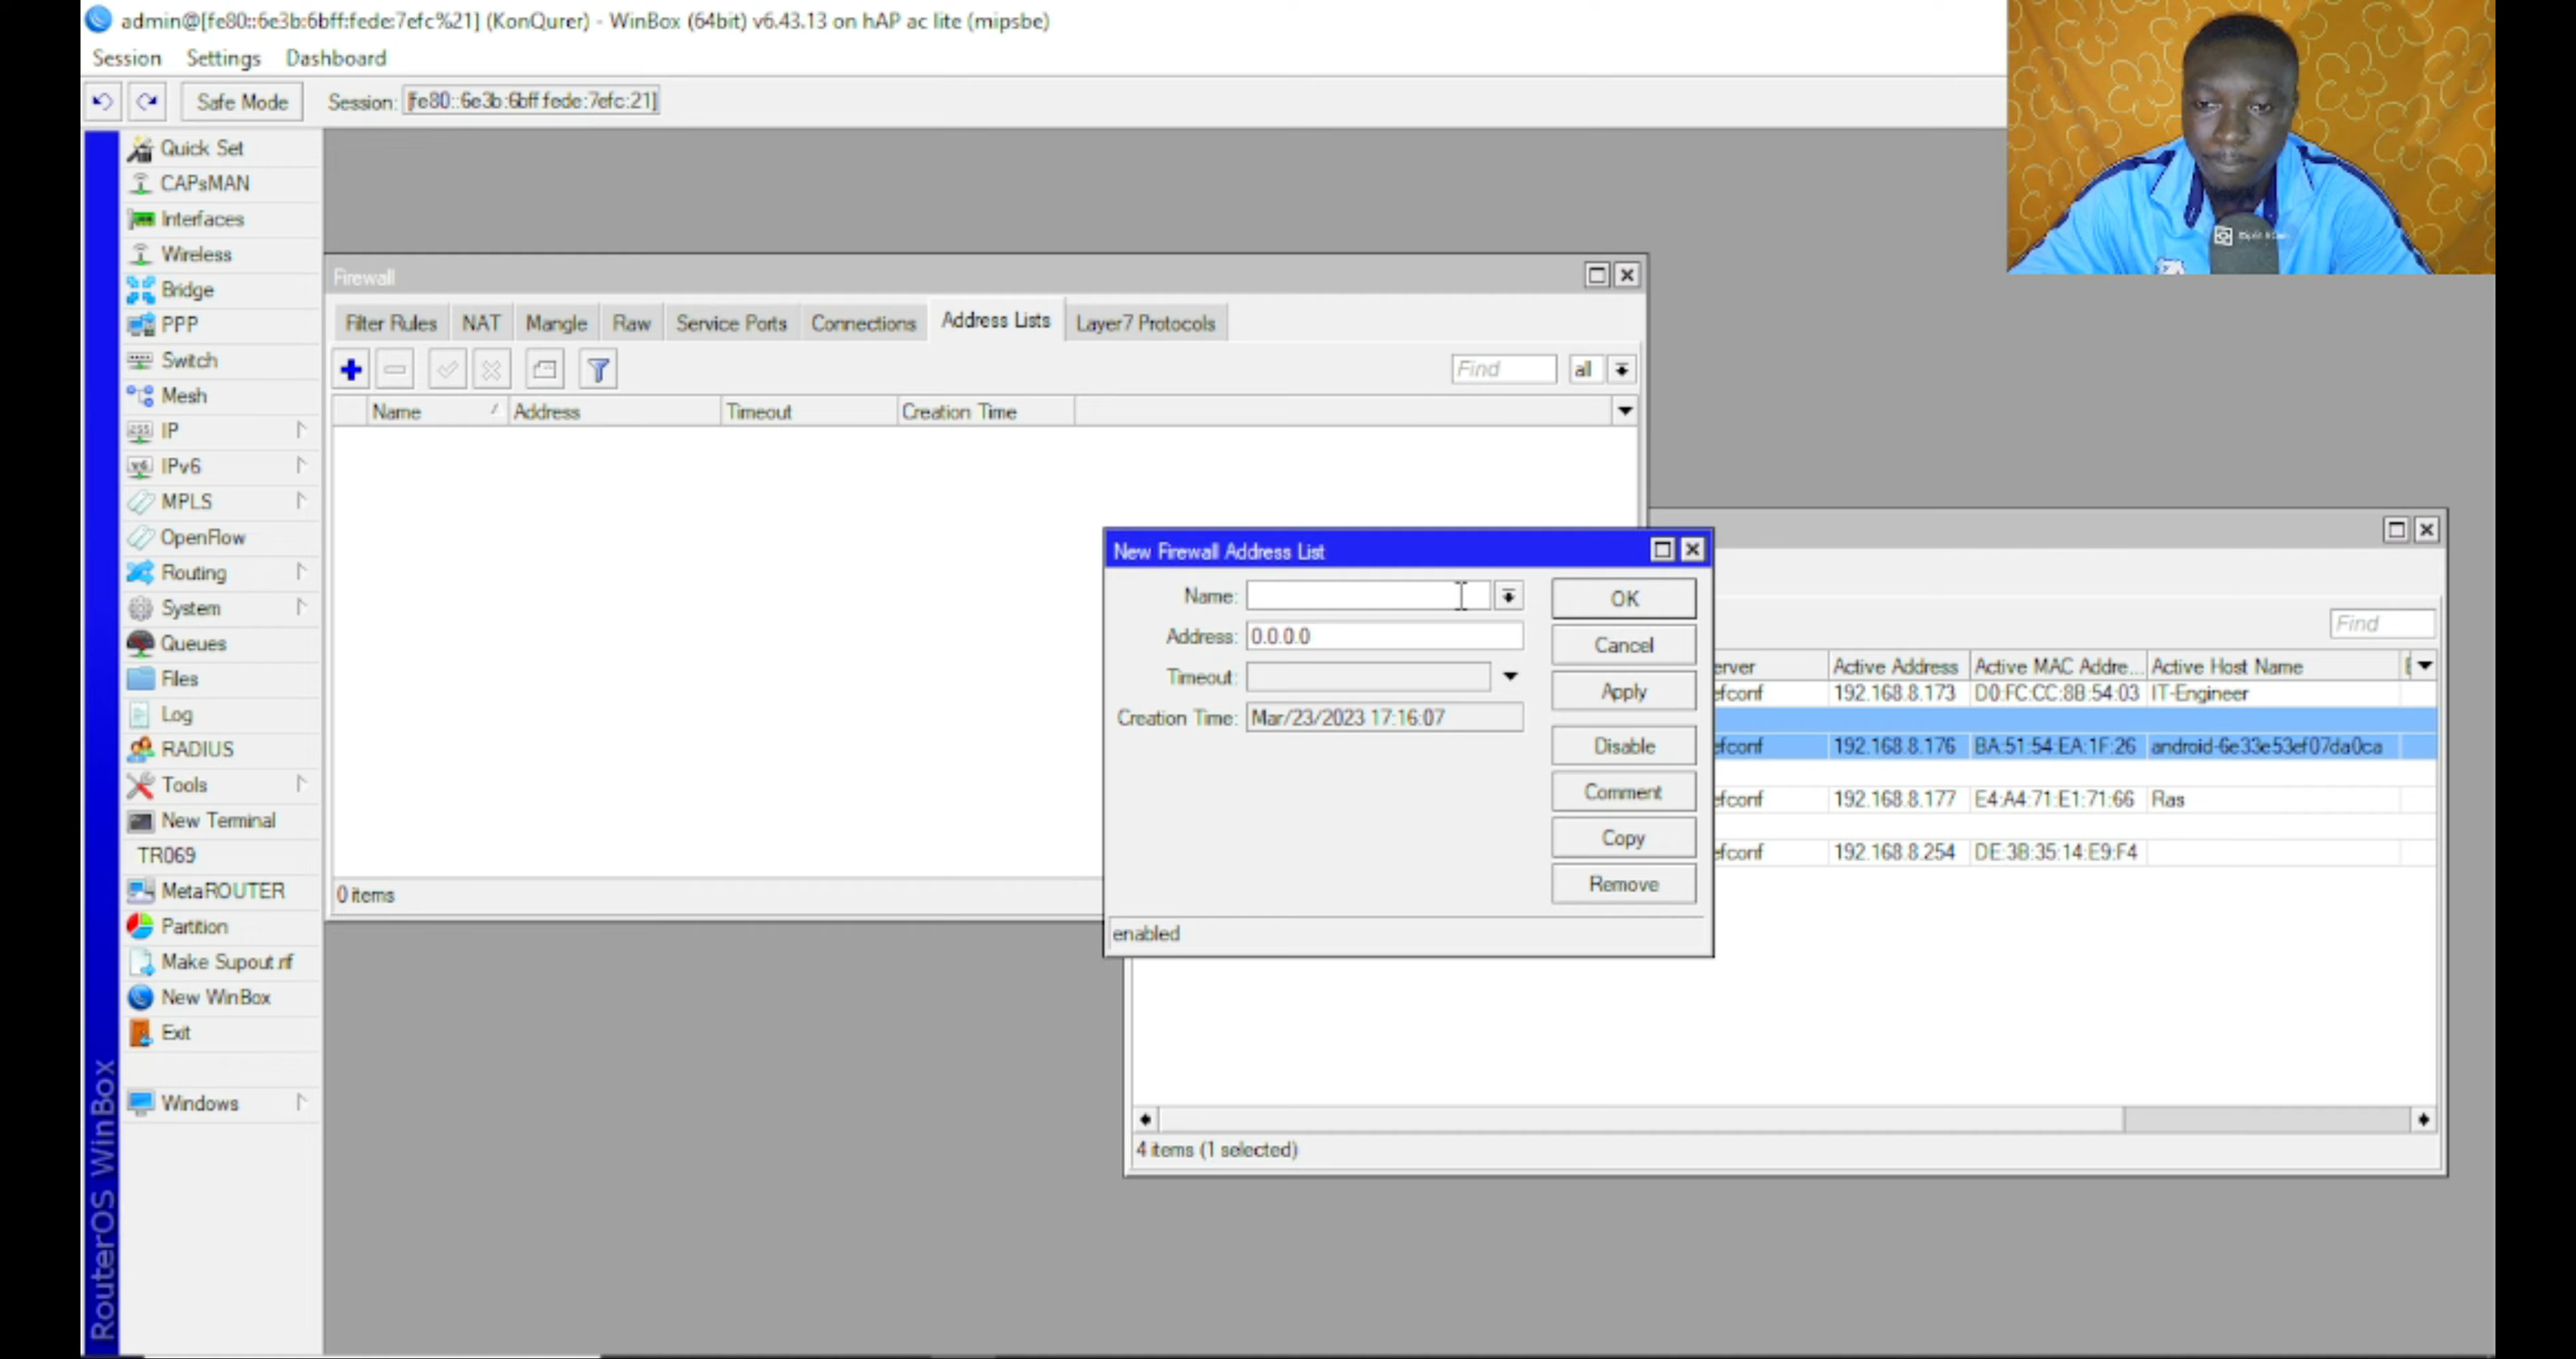 admin@[fe80::6e3b:6bff:fede:7efc%21] (KonQurer) - WinBox (64bit) v6.43.13 on hAP ac lite (mipsbe)
Session Settings Dashboard
Safe Mode Session: [fe80::6e3b:6bff:fede:7efc:21]
Quick Set
CAPsMAN
Interfaces
Wireless
Bridge
PPP
Switch
Mesh
IP
IPv6
MPLS
OpenFlow
Routing
System
Queues
Files
Log
RADIUS
Tools
New Terminal
TR069
MetaROUTER
Partition
Make Supout.rif
New WinBox
Exit
Windows
RouterOS WinBox
Firewall
Filter Rules NAT Mangle Raw Service Ports Connections Address Lists Layer7 Protocols
Find all
Name Address Timeout Creation Time
0 items
New Firewall Address List
Name:
Address: 0.0.0.0
Timeout:
Creation Time: Mar/23/2023 17:16:07
OK
Cancel
Apply
Disable
Comment
Copy
Remove
enabled
Find
erver Active Address Active MAC Addre... Active Host Name
efconf 192.168.8.173 D0:FC:CC:8B:54:03 IT-Engineer
efconf 192.168.8.176 BA:51:54:EA:1F:26 android-6e33e53ef07da0ca
efconf 192.168.8.177 E4:A4:71:E1:71:66 Ras
efconf 192.168.8.254 DE:3B:35:14:E9:F4
4 items (1 selected)